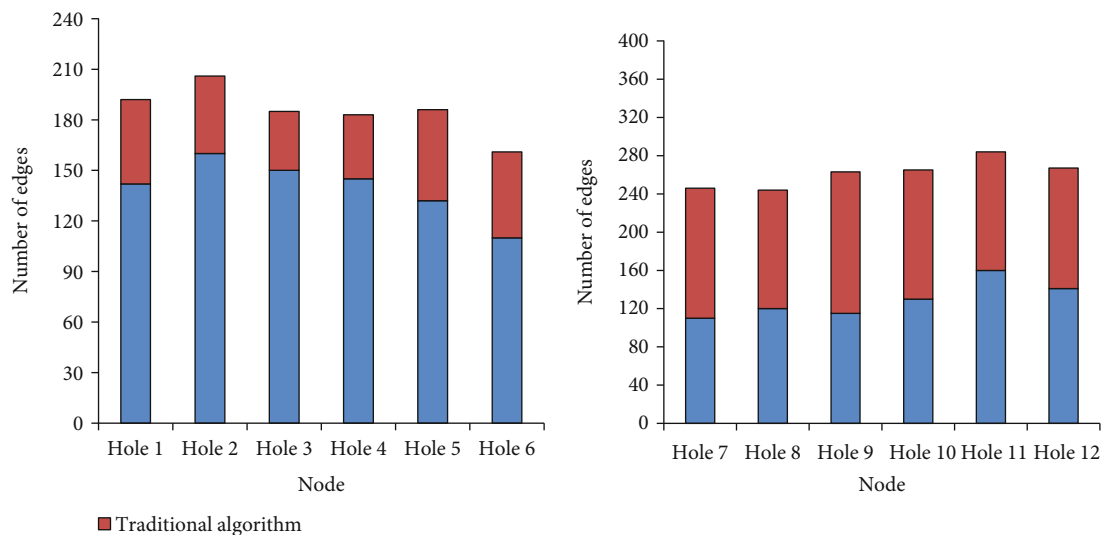 240
210
180
150
120
90
60
30
0
Number of edges
Hole 1 Hole 2 Hole 3 Hole 4 Hole 5 Hole 6
Node
Traditional algorithm
400
360
320
280
240
200
160
120
80
40
0
Number of edges
Hole 7 Hole 8 Hole 9 Hole 10 Hole 11 Hole 12
Node